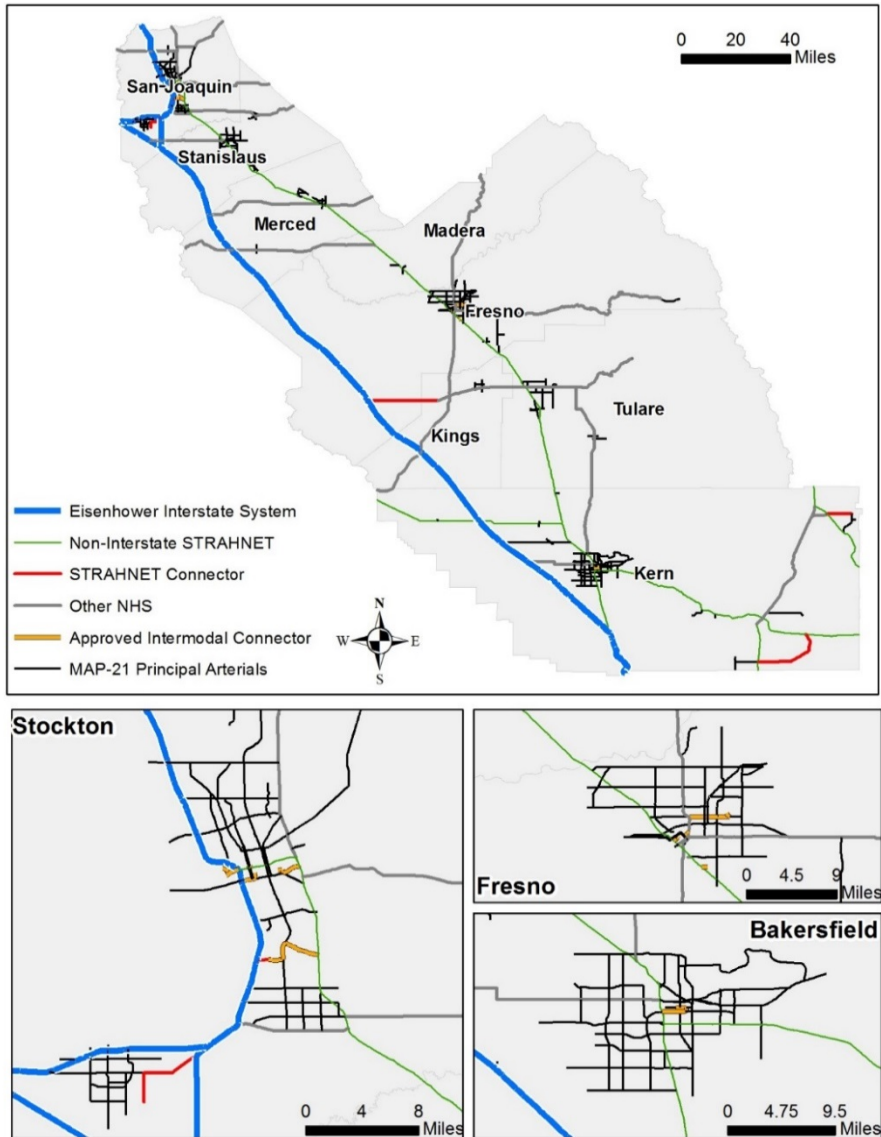 0 20 40
Miles
San-Joaquin
Stanislaus
Merced
Madera
Fresno
Tulare
Kings
Kern
Eisenhower Interstate System
Non-Interstate STRAHNET
STRAHNET Connector
Other NHS
Approved Intermodal Connector
MAP-21 Principal Arterials
N
W E
S
Stockton
0 4 8
Miles
Fresno
0 4.5 9
Miles
Bakersfield
0 4.75 9.5
Miles